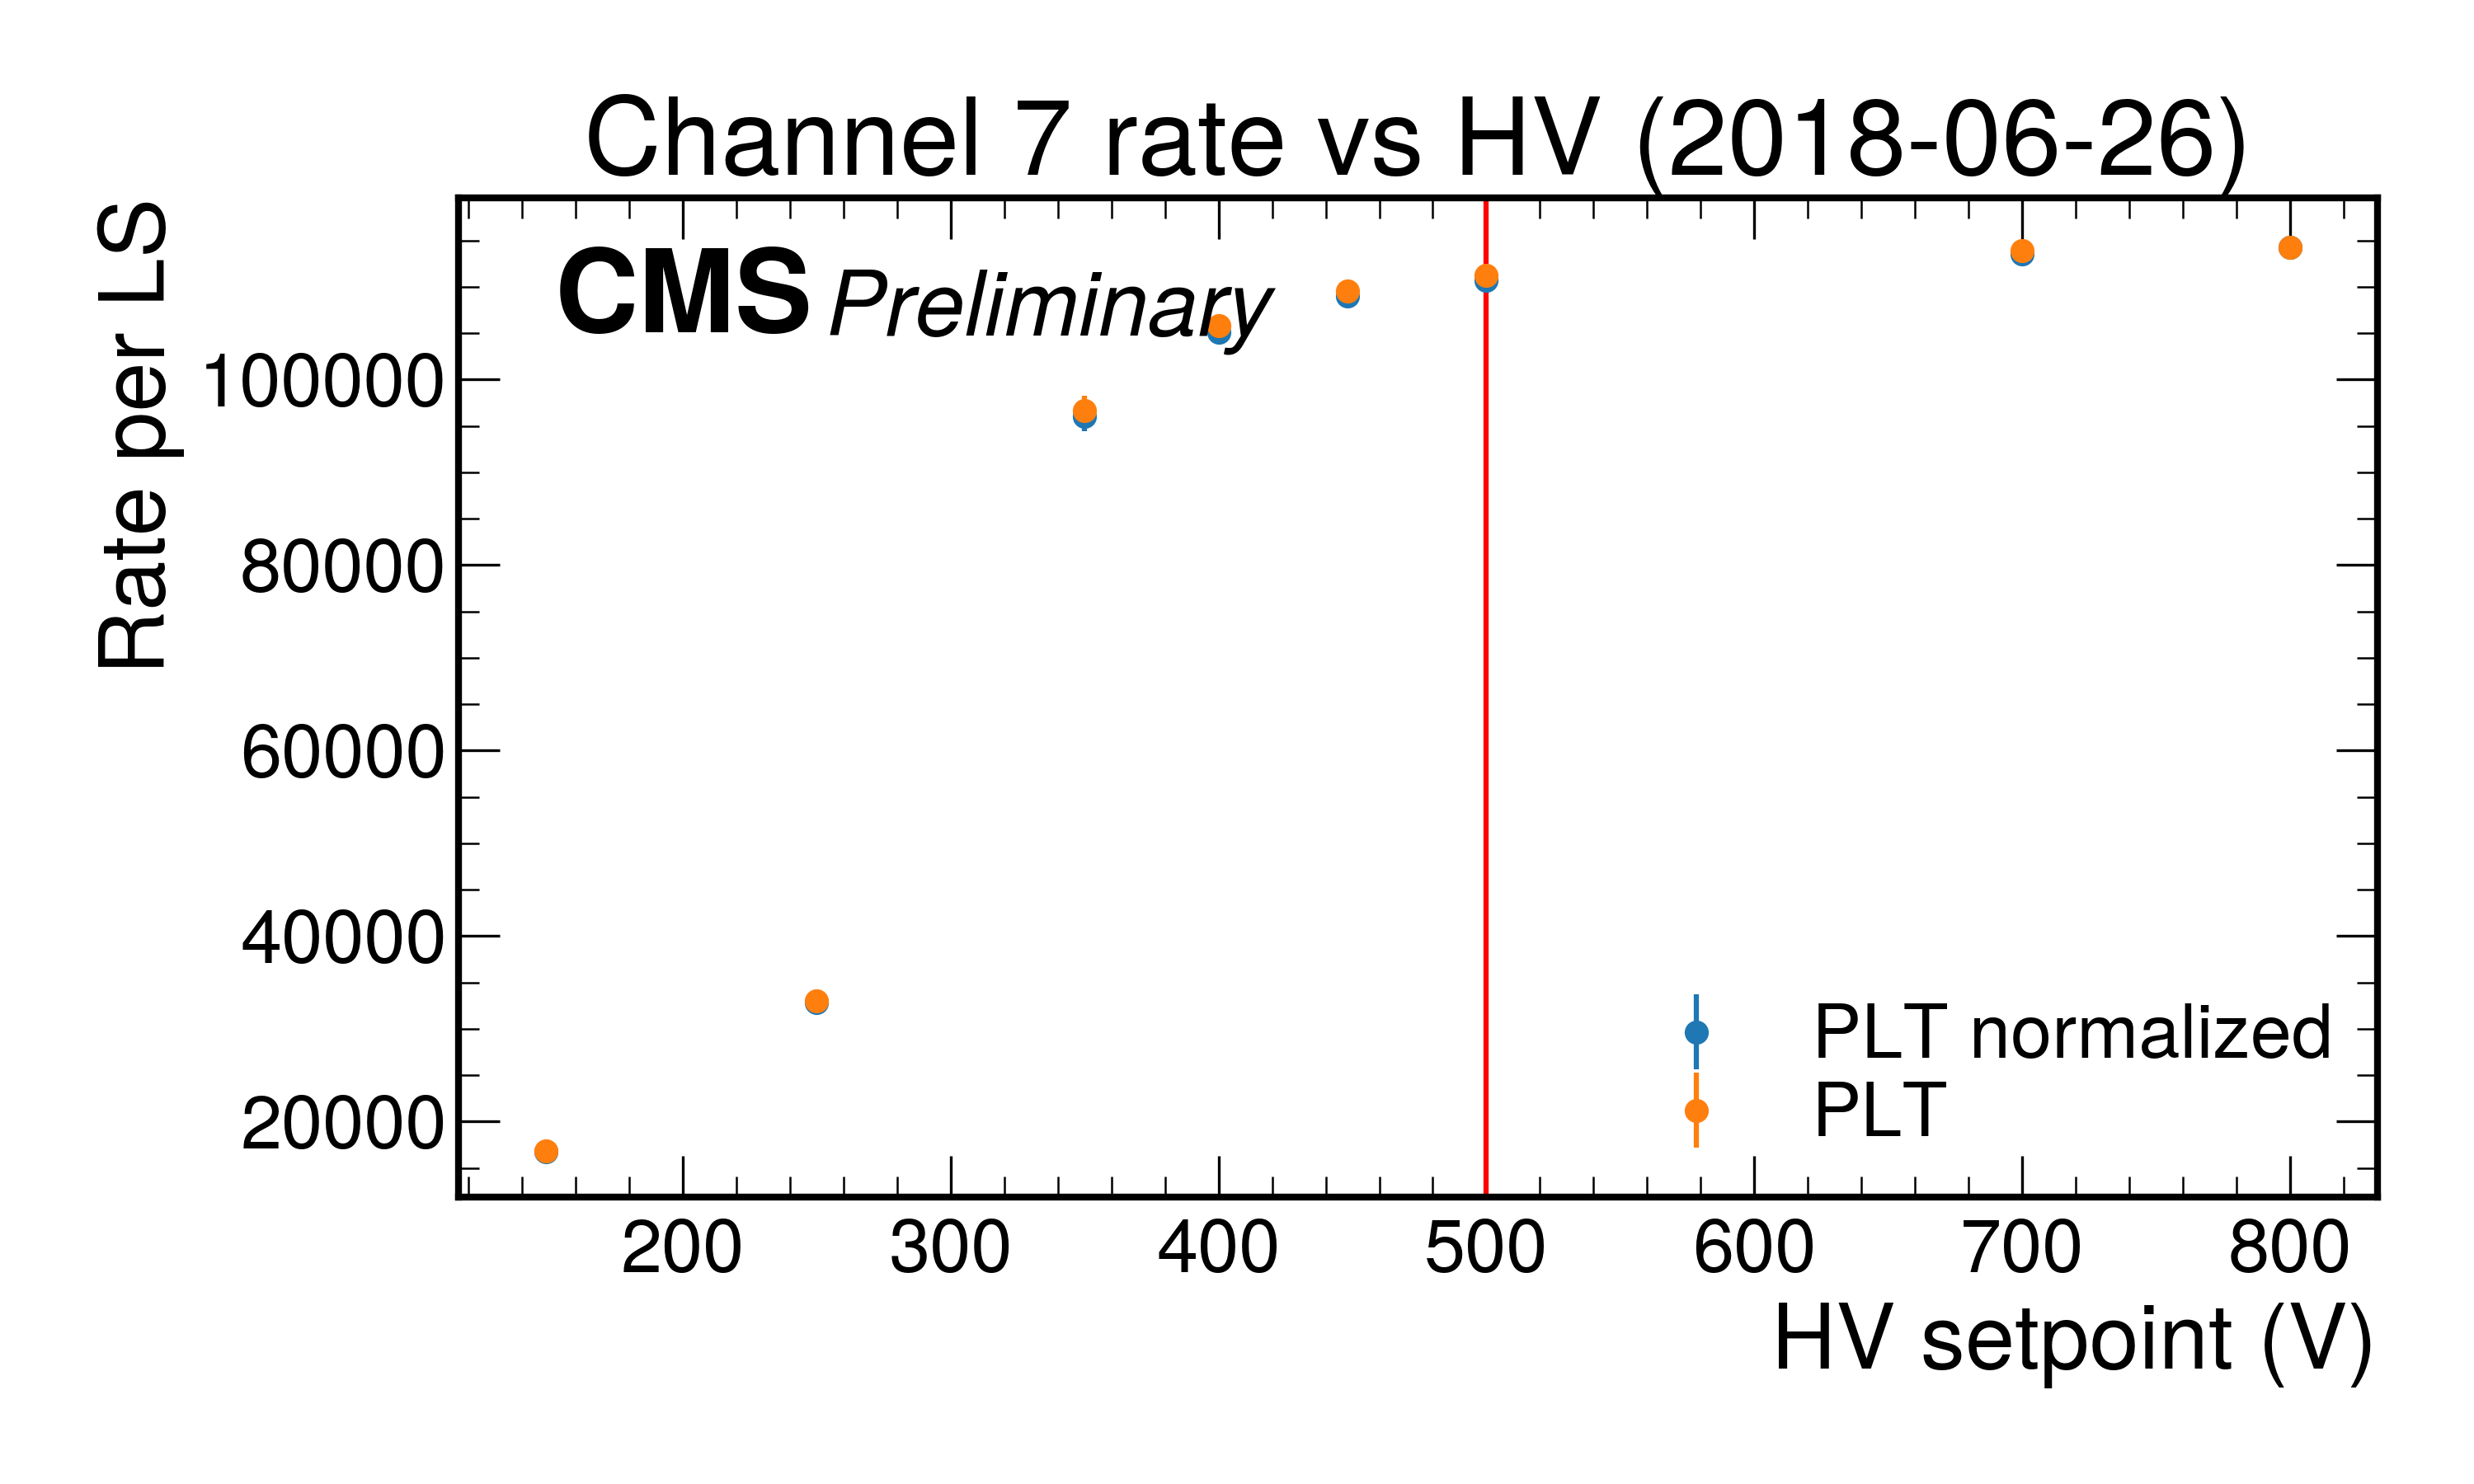 Channel 7 rate vs HV (2018-06-26)
CMS Preliminary
Rate per LS
100000
80000
60000
40000
20000
PLT normalized
PLT
200 300 400 500 600 700 800
HV setpoint (V)